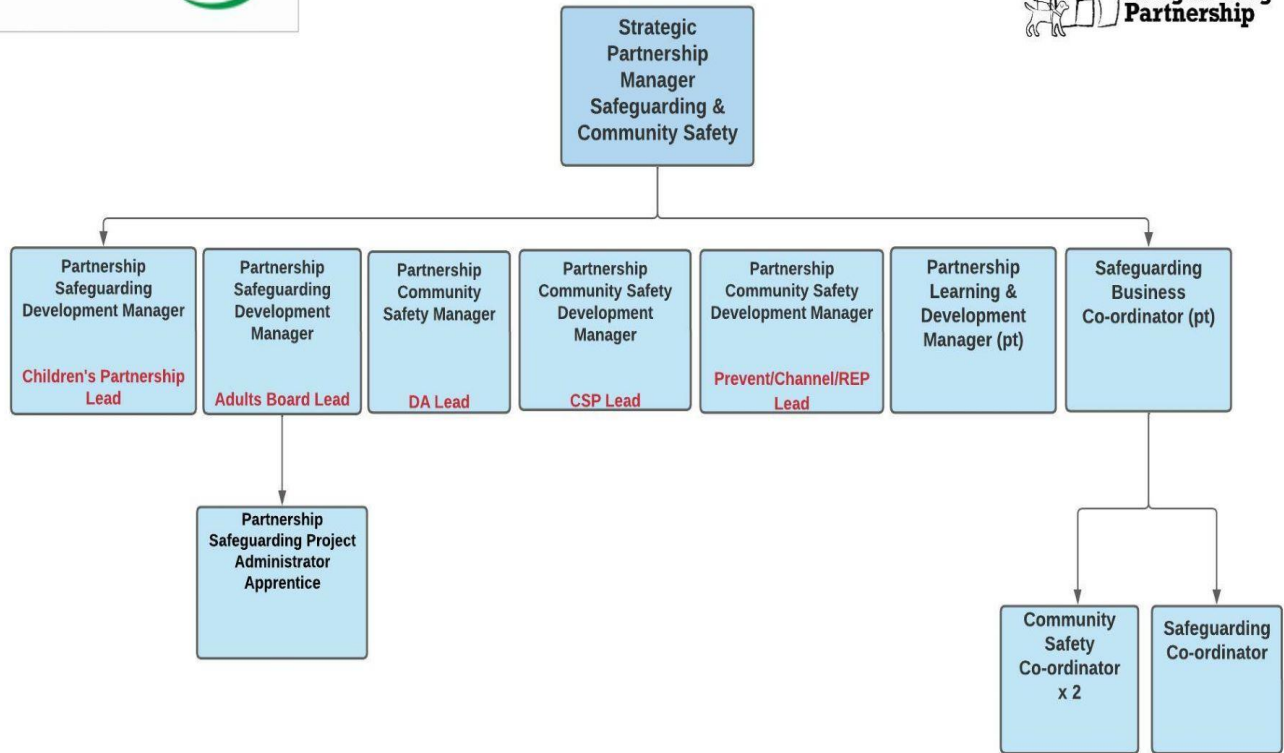 Partnership
Strategic
Partnership
Manager
Safeguarding &
Community Safety
Partnership
Safeguarding
Development Manager
Children's Partnership
Lead
Partnership
Safeguarding
Development
Manager
Adults Board Lead
Partnership
Community
Safety Manager
DA Lead
Partnership
Community Safety
Development
Manager
CSP Lead
Partnership
Community Safety
Development Manager
Prevent/Channel/REP
Lead
Partnership
Learning &
Development
Manager (pt)
Safeguarding
Business
Co-ordinator (pt)
Partnership
Safeguarding Project
Administrator
Apprentice
Community
Safety
Co-ordinator
x 2
Safeguarding
Co-ordinator